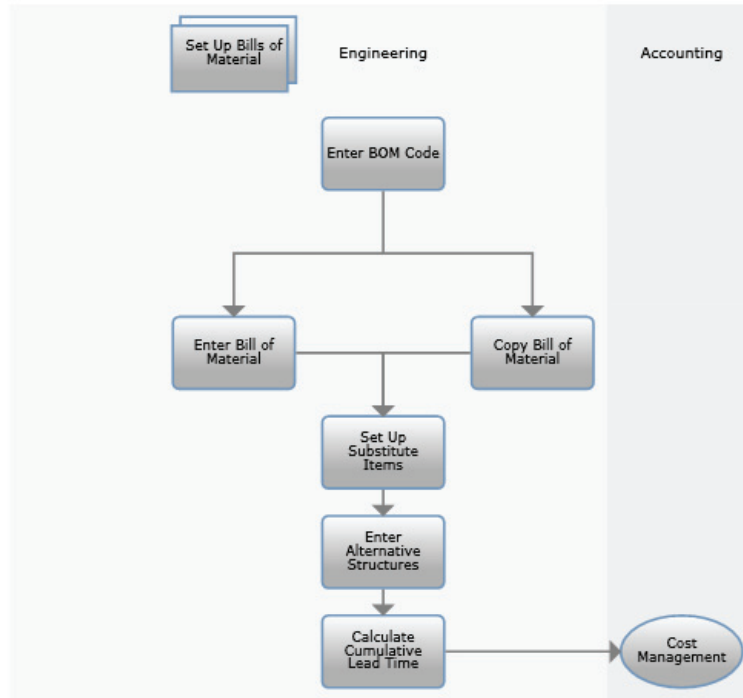 Set Up Bills of
Material
Engineering
Accounting
Enter BOM Code
Enter Bill of
Material
Copy Bill of
Material
Set Up
Substitute
Items
Enter
Alternative
Structures
Calculate
Cumulative
Lead Time
Cost
Management